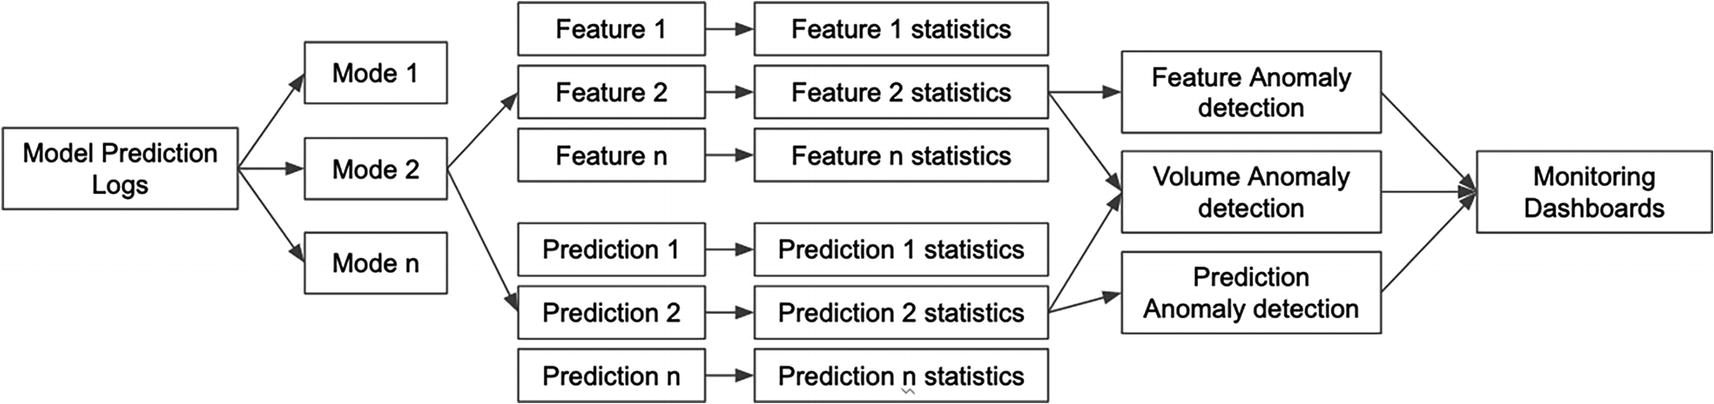 Model Prediction
Logs
Mode 1
Mode 2
Mode n
Feature 1
Feature 2
Feature n
Prediction 1
Prediction 2
Prediction n
Feature 1 statistics
Feature 2 statistics
Feature n statistics
Prediction 1 statistics
Prediction 2 statistics
Prediction n statistics
Feature Anomaly
detection
Volume Anomaly
detection
Prediction
Anomaly detection
Monitoring
Dashboards